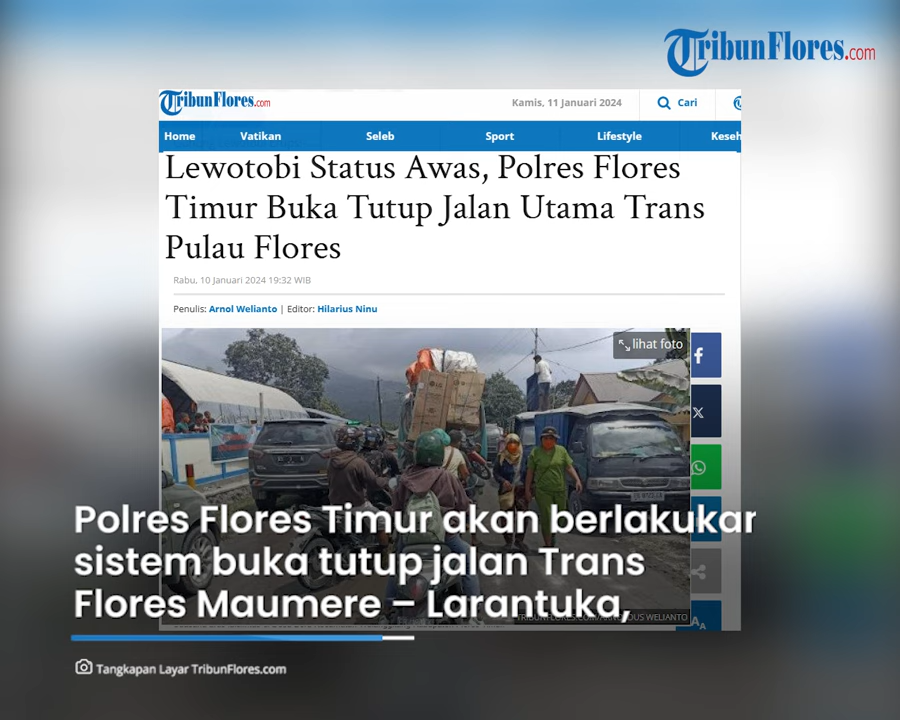 TribunFlores.com
TribunFlores.com
Kamis, 11 Januari 2024
Cari
Home Vatikan Seleb Sport Lifestyle Keseh
Lewotobi Status Awas, Polres Flores
Timur Buka Tutup Jalan Utama Trans
Pulau Flores
Rabu, 10 Januari 2024 19:32 WIB
Penulis: Arnol Welianto | Editor: Hilarius Ninu
lihat foto
Polres Flores Timur akan berlakukan
sistem buka tutup jalan Trans
Flores Maumere – Larantuka,
AA
Tangkapan Layar TribunFlores.com